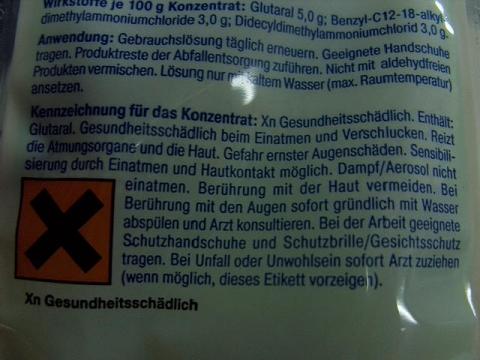 Wirkstoffe je 100 g Konzentrat: Glutaral 5,0 g; Benzyl-C12-18-alkyl-
dimethylammoniumchloride 3,0 g; Didecyldimethylammoniumchlorid 3,0 g.
Anwendung: Gebrauchslösung täglich erneuern. Geeignete Handschuhe
tragen. Produktreste der Abfallentsorgung zuführen. Nicht mit aldehydfreien
Produkten vermischen. Lösung nur mit kaltem Wasser (max. Raumtemperatur)
ansetzen.
Kennzeichnung für das Konzentrat: Xn Gesundheitsschädlich. Enthält:
Glutaral. Gesundheitsschädlich beim Einatmen und Verschlucken. Reizt
die Atmungsorgane und die Haut. Gefahr ernster Augenschäden. Sensibili-
sierung durch Einatmen und Hautkontakt möglich. Dampf/Aerosol nicht
einatmen. Berührung mit der Haut vermeiden. Bei
Berührung mit den Augen sofort gründlich mit Wasser
abspülen und Arzt konsultieren. Bei der Arbeit geeignete
Schutzhandschuhe und Schutzbrille/Gesichtsschutz
tragen. Bei Unfall oder Unwohlsein sofort Arzt zuziehen
(wenn möglich, dieses Etikett vorzeigen).
Xn Gesundheitsschädlich